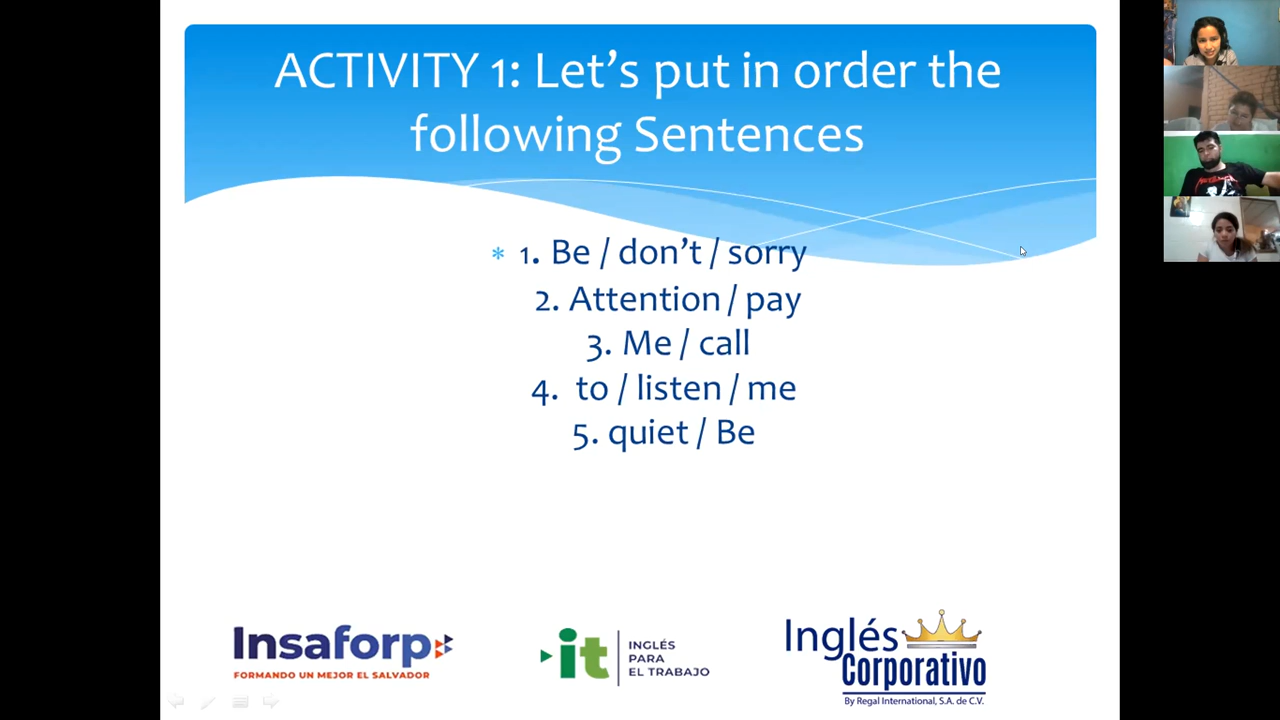 ACTIVITY 1: Let's put in order the
following Sentences
* 1. Be / don't / sorry
2. Attention / pay
3. Me / call
4. to / listen / me
5. quiet / Be
Insaforp
FORMANDO UN MEJOR EL SALVADOR
it
INGLÉS
PARA
EL TRABAJO
Inglés
Corporativo
By Regal International, S.A. de C.V.